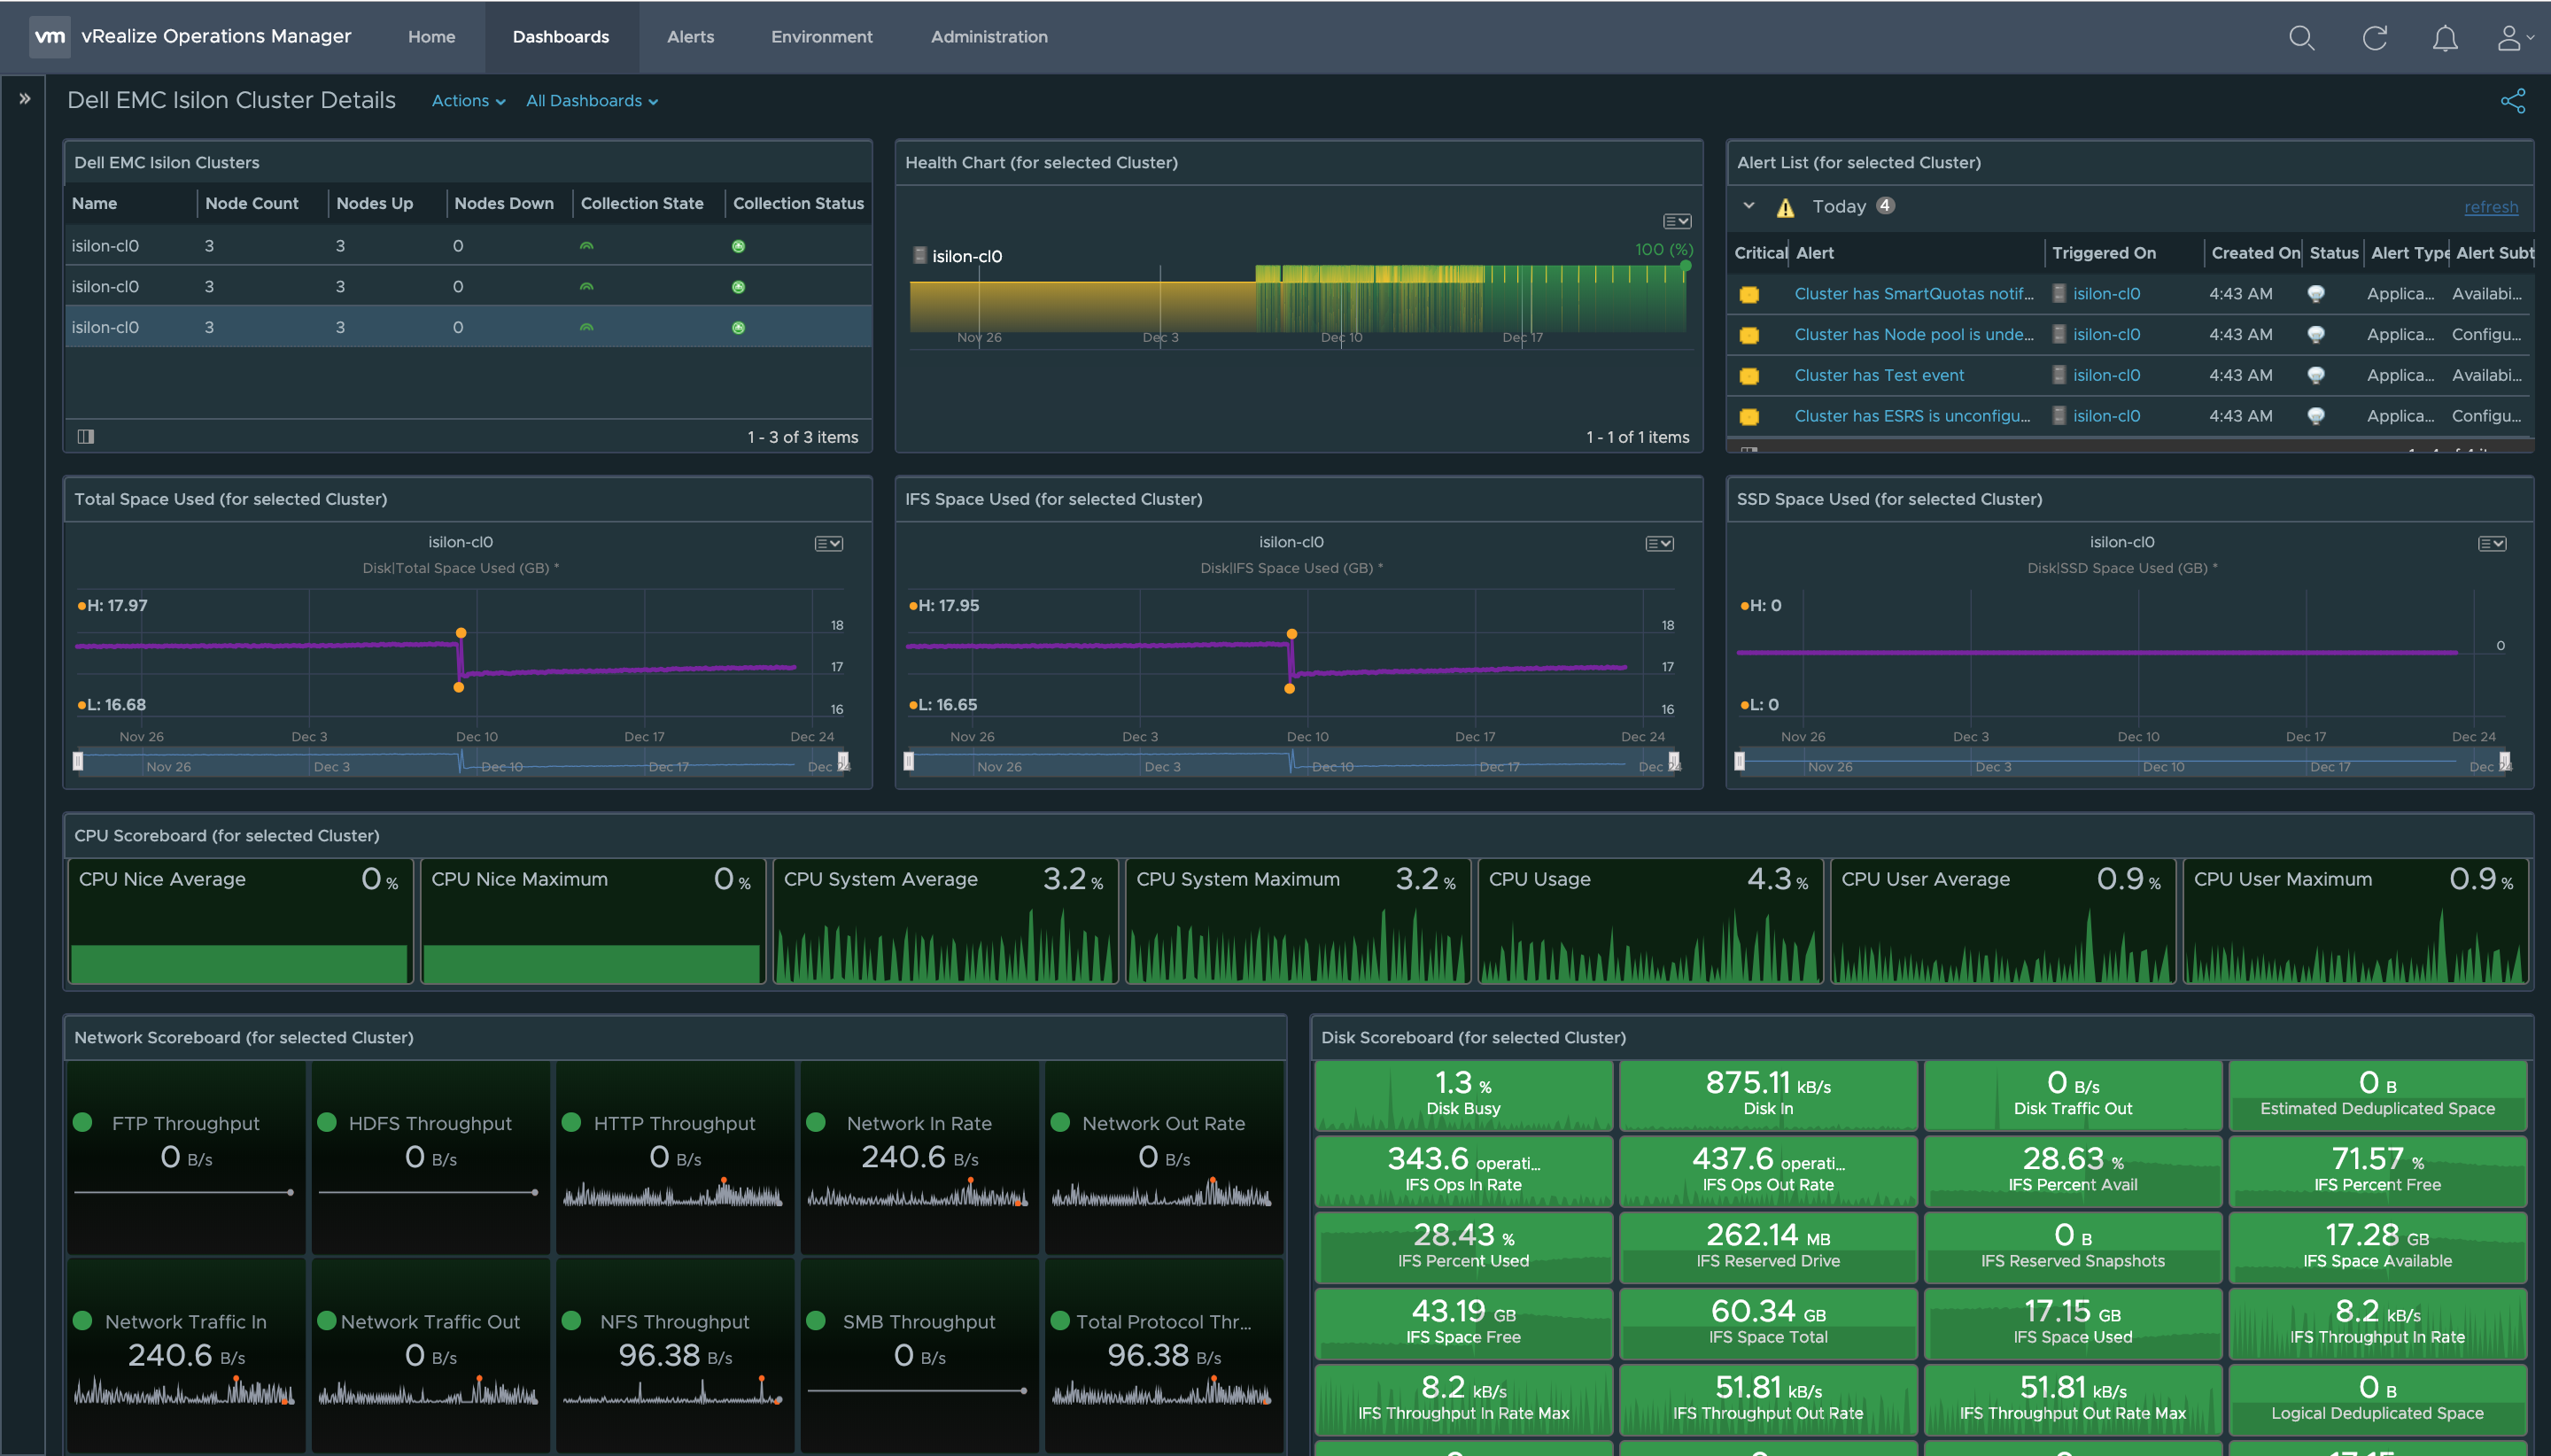 vm vRealize Operations Manager Home Dashboards Alerts Environment Administration
Dell EMC Isilon Cluster Details Actions All Dashboards
Dell EMC Isilon Clusters
Name Node Count Nodes Up Nodes Down Collection State Collection Status
isilon-cl0 3 3 0
isilon-cl0 3 3 0
isilon-cl0 3 3 0
1 - 3 of 3 items
Health Chart (for selected Cluster)
100 (%)
isilon-cl0
Nov 26 Dec 3 Dec 10 Dec 17
1 - 1 of 1 items
Alert List (for selected Cluster)
Today 4 refresh
Critical Alert Triggered On Created On Status Alert Type Alert Subt
Cluster has SmartQuotas notif... isilon-cl0 4:43 AM Applica... Availabi...
Cluster has Node pool is unde... isilon-cl0 4:43 AM Applica... Configu...
Cluster has Test event isilon-cl0 4:43 AM Applica... Availabi...
Cluster has ESRS is unconfigu... isilon-cl0 4:43 AM Applica... Configu...
Total Space Used (for selected Cluster)
isilon-cl0
Disk|Total Space Used (GB) *
H: 17.97
18
17
L: 16.68
16
Nov 26 Dec 3 Dec 10 Dec 17 Dec 24
Nov 26 Dec 3 Dec 10 Dec 17 Dec 24
IFS Space Used (for selected Cluster)
isilon-cl0
Disk|IFS Space Used (GB) *
H: 17.95
18
17
L: 16.65
16
Nov 26 Dec 3 Dec 10 Dec 17 Dec 24
Nov 26 Dec 3 Dec 10 Dec 17 Dec 24
SSD Space Used (for selected Cluster)
isilon-cl0
Disk|SSD Space Used (GB) *
H: 0
0
L: 0
Nov 26 Dec 3 Dec 10 Dec 17 Dec 24
Nov 26 Dec 3 Dec 10 Dec 17 Dec 24
CPU Scoreboard (for selected Cluster)
CPU Nice Average 0 % CPU Nice Maximum 0 % CPU System Average 3.2 % CPU System Maximum 3.2 % CPU Usage 4.3 % CPU User Average 0.9 % CPU User Maximum 0.9 %
Network Scoreboard (for selected Cluster)
FTP Throughput HDFS Throughput HTTP Throughput Network In Rate Network Out Rate
0 B/s 0 B/s 0 B/s 240.6 B/s 0 B/s
Network Traffic In Network Traffic Out NFS Throughput SMB Throughput Total Protocol Thr...
240.6 B/s 0 B/s 96.38 B/s 0 B/s 96.38 B/s
Disk Scoreboard (for selected Cluster)
1.3 % 875.11 kB/s 0 B/s 0 B
Disk Busy Disk In Disk Traffic Out Estimated Deduplicated Space
343.6 operati... 437.6 operati... 28.63 % 71.57 %
IFS Ops In Rate IFS Ops Out Rate IFS Percent Avail IFS Percent Free
28.43 % 262.14 MB 0 B 17.28 GB
IFS Percent Used IFS Reserved Drive IFS Reserved Snapshots IFS Space Available
43.19 GB 60.34 GB 17.15 GB 8.2 kB/s
IFS Space Free IFS Space Total IFS Space Used IFS Throughput In Rate
8.2 kB/s 51.81 kB/s 51.81 kB/s 0 B
IFS Throughput In Rate Max IFS Throughput Out Rate IFS Throughput Out Rate Max Logical Deduplicated Space